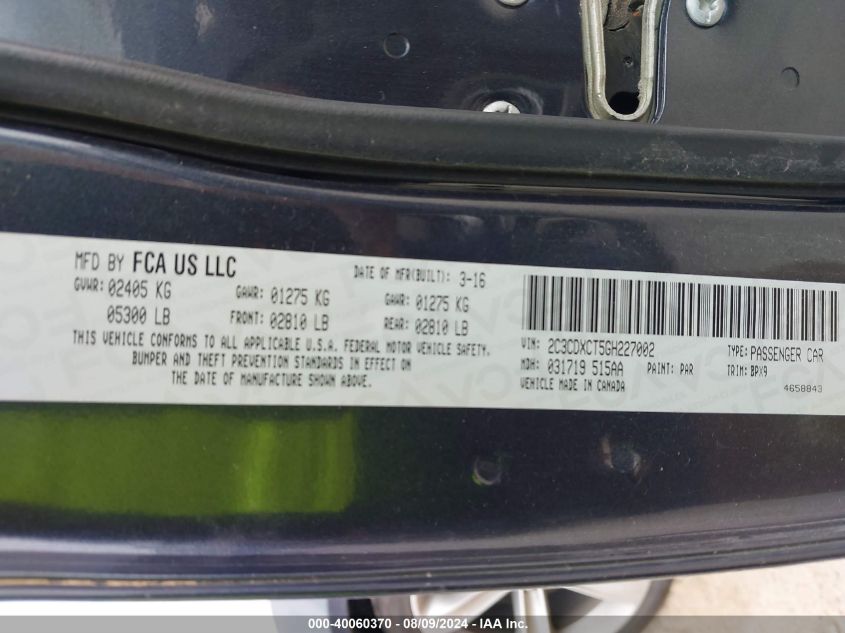 MFD BY FCA US LLC
DATE OF MFR(BUILT): 3-16
GVWR: 02405 KG
GAWR: 01275 KG
GAWR: 01275 KG
05300 LB
FRONT: 02810 LB
REAR: 02810 LB
THIS VEHICLE CONFORMS TO ALL APPLICABLE U.S.A. FEDERAL MOTOR VEHICLE SAFETY,
BUMPER AND THEFT PREVENTION STANDARDS IN EFFECT ON
THE DATE OF MANUFACTURE SHOWN ABOVE.
VIN: 2C3CDXCT5GH227002
TYPE: PASSENGER CAR
MDH: 031719 515AA
PAINT: PAR
TRIM: BPX9
VEHICLE MADE IN CANADA
4658843
000-40060370 - 08/09/2024 - IAA Inc.